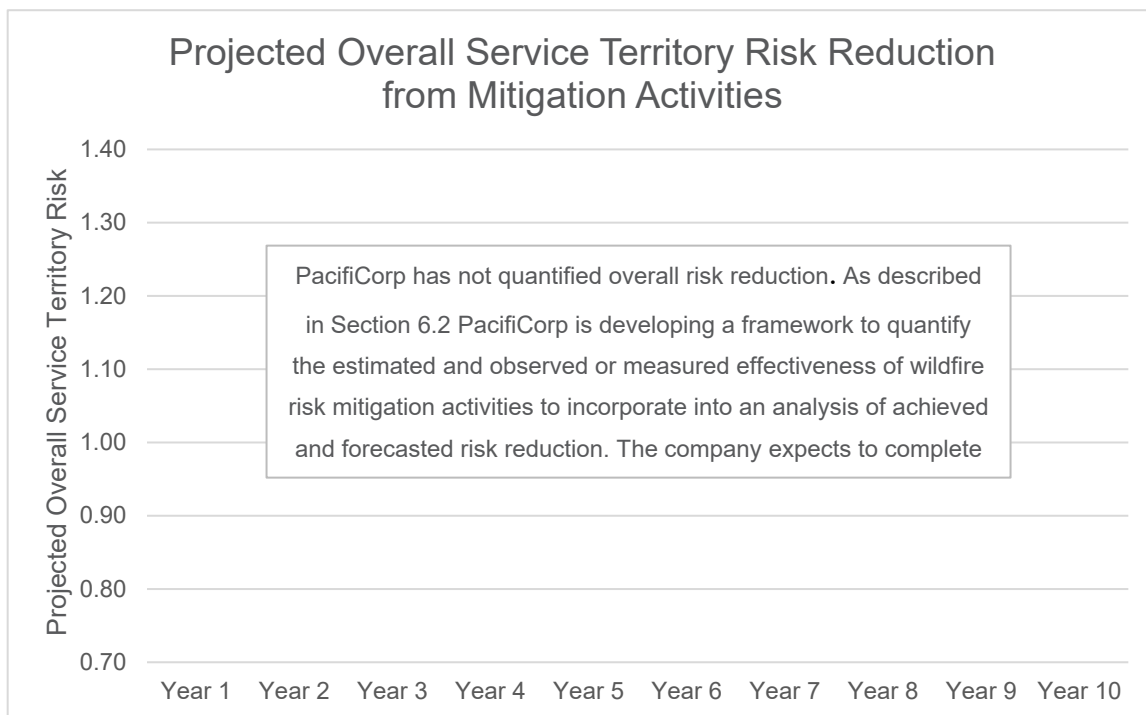 Projected Overall Service Territory Risk Reduction
from Mitigation Activities
Projected Overall Service Territory Risk
1.40
1.30
1.20
1.10
1.00
0.90
0.80
0.70
PacifiCorp has not quantified overall risk reduction. As described
in Section 6.2 PacifiCorp is developing a framework to quantify
the estimated and observed or measured effectiveness of wildfire
risk mitigation activities to incorporate into an analysis of achieved
and forecasted risk reduction. The company expects to complete
Year 1 Year 2 Year 3 Year 4 Year 5 Year 6 Year 7 Year 8 Year 9 Year 10